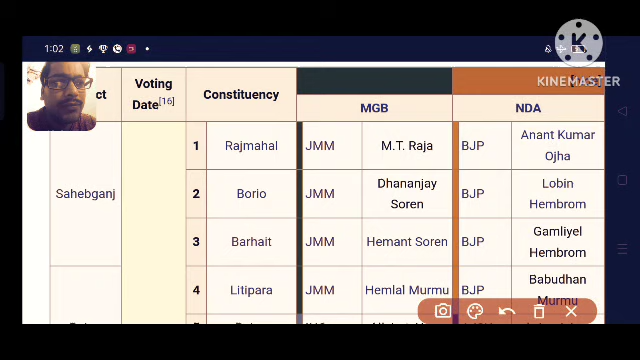 1:02
KINEMASTER
ct
Voting Date[16]
Constituency
MGB
NDA
Sahebganj
1 Rajmahal JMM M.T. Raja BJP Anant Kumar Ojha
2 Borio JMM Dhananjay Soren BJP Lobin Hembrom
3 Barhait JMM Hemant Soren BJP Gamliyel Hembrom
4 Litipara JMM Hemlal Murmu BJP Babudhan Murmu